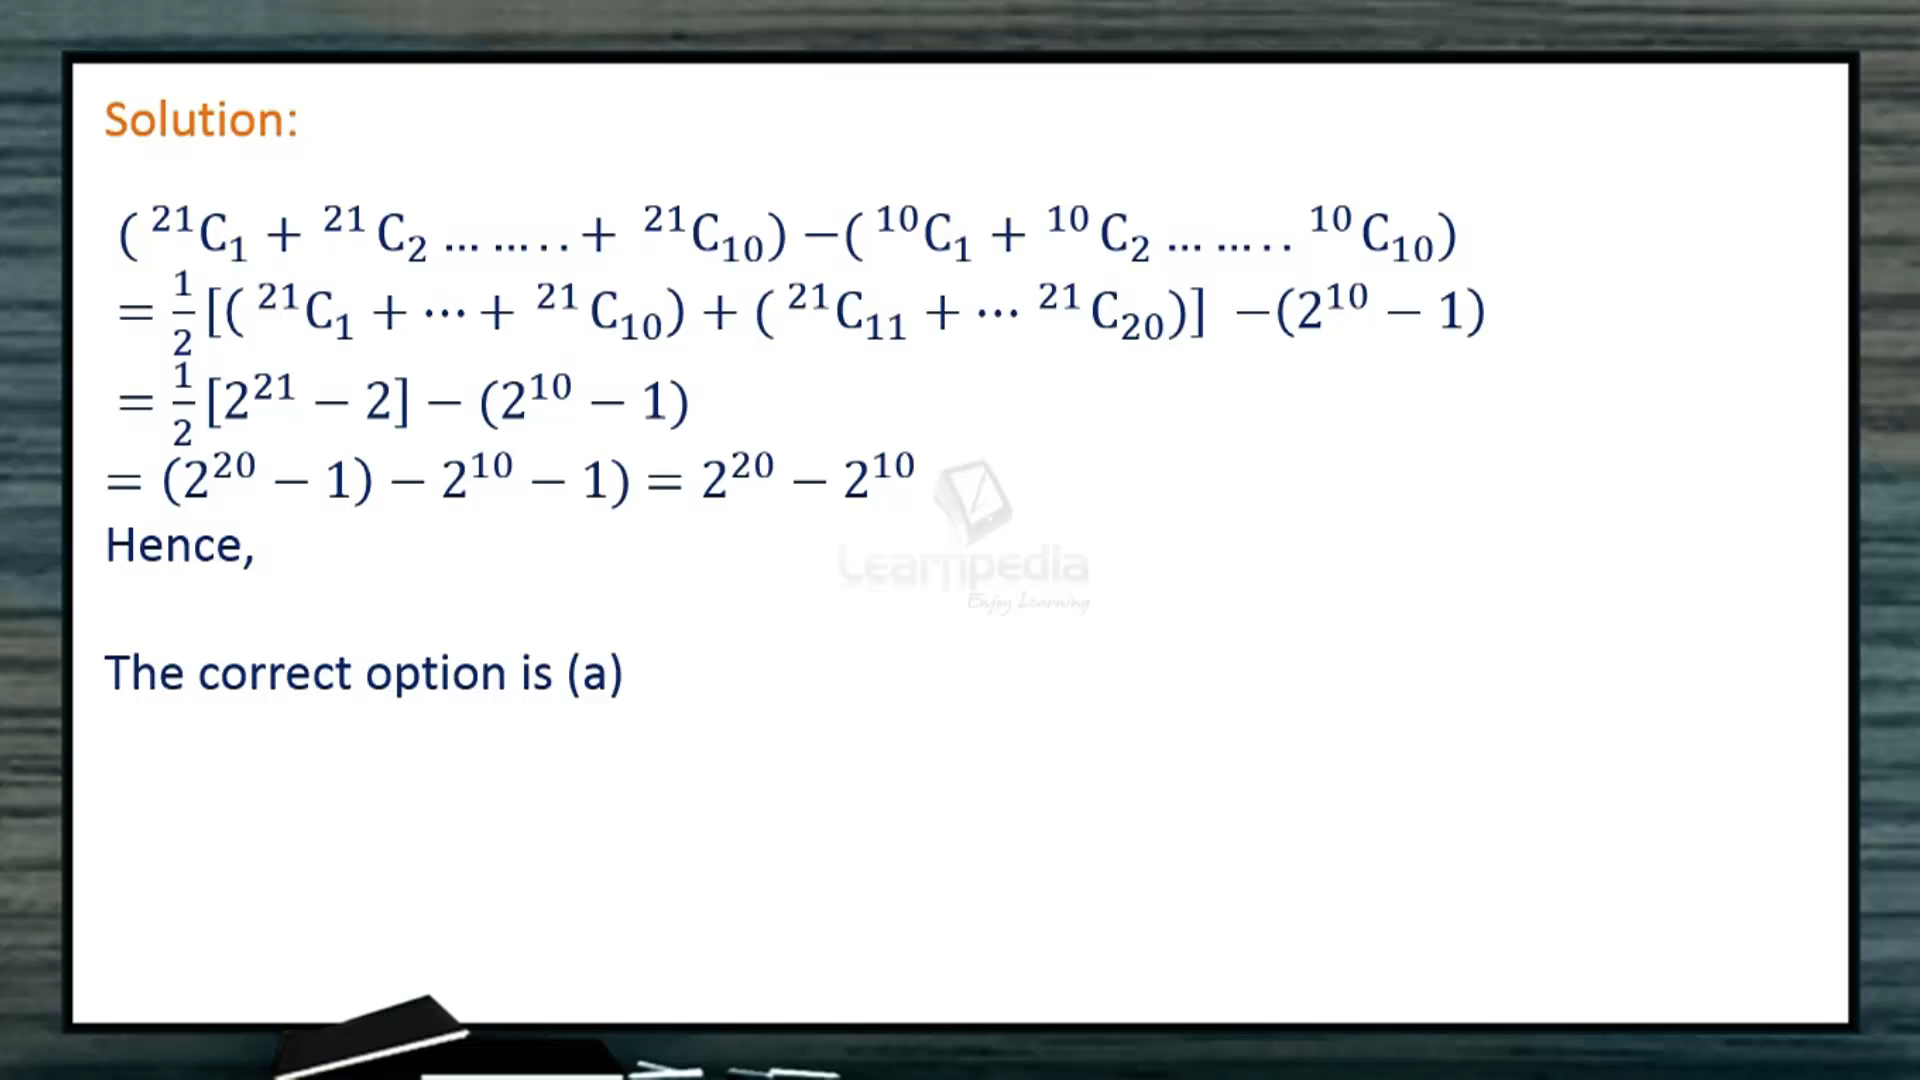 Solution:
( ²¹C₁ + ²¹C₂ … … . . + ²¹C₁₀) −( ¹⁰C₁ + ¹⁰C₂ … … . . ¹⁰C₁₀)
= 1/2 [( ²¹C₁ + ⋯ + ²¹C₁₀) + ( ²¹C₁₁ + ⋯ ²¹C₂₀)] −(2¹⁰ − 1)
= 1/2 [2²¹ − 2] − (2¹⁰ − 1)
= (2²⁰ − 1) − 2¹⁰ − 1) = 2²⁰ − 2¹⁰
Hence,
Learnpedia
Enjoy Learning
The correct option is (a)